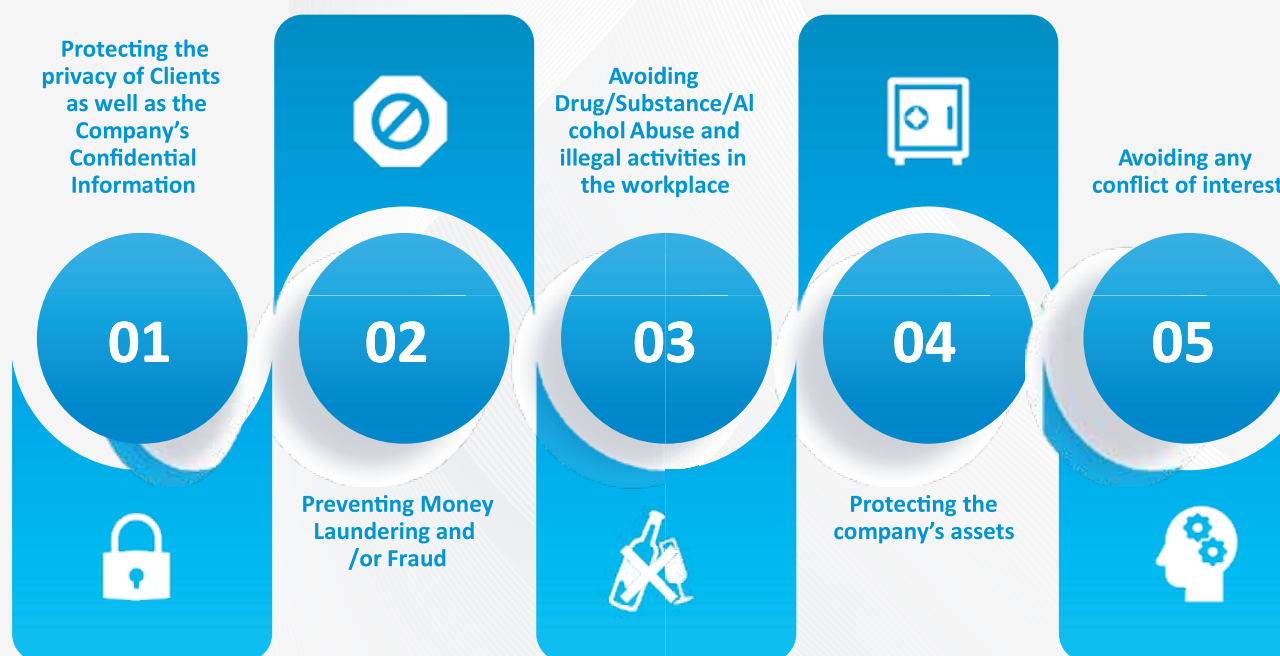 Protecting the
privacy of Clients
as well as the
Company's
Confidential
Information
01
02
Preventing Money
Laundering and
/or Fraud
Avoiding
Drug/Substance/Al
cohol Abuse and
illegal activities in
the workplace
03
04
Protecting the
company's assets
Avoiding any
conflict of interest
05